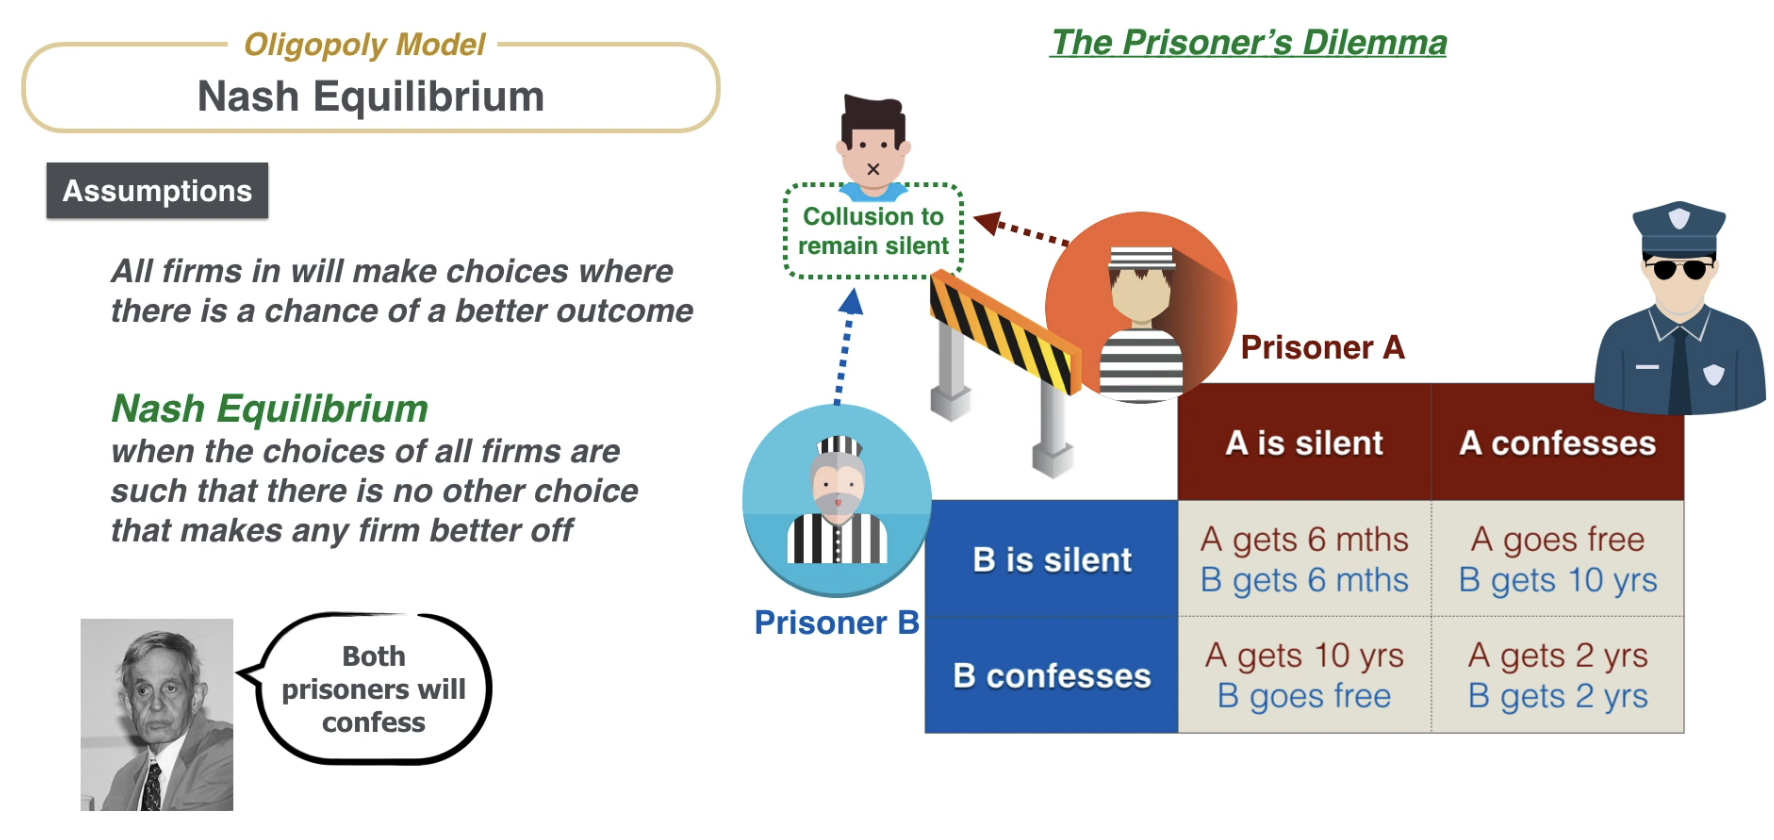 Oligopoly Model
Nash Equilibrium
Assumptions
All firms in will make choices where
there is a chance of a better outcome
Nash Equilibrium
when the choices of all firms are
such that there is no other choice
that makes any firm better off
Both
prisoners will
confess
The Prisoner's Dilemma
Collusion to
remain silent
Prisoner A
Prisoner B
A is silent
A confesses
B is silent
A gets 6 mths
B gets 6 mths
A goes free
B gets 10 yrs
B confesses
A gets 10 yrs
B goes free
A gets 2 yrs
B gets 2 yrs